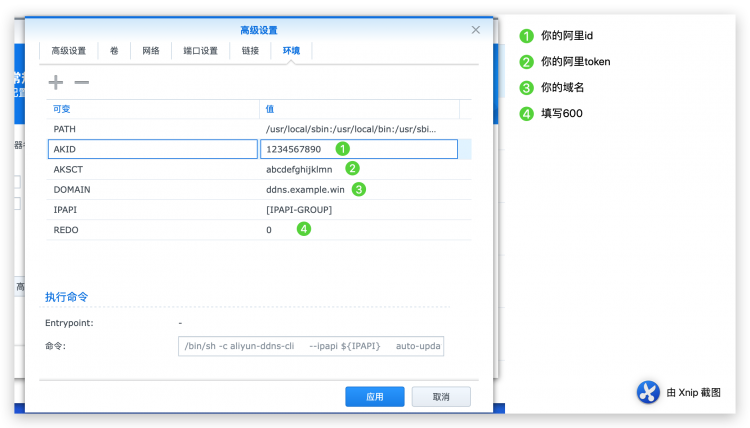 高级设置
高级设置 卷 网络 端口设置 链接 环境
可变 值
PATH /usr/local/sbin:/usr/local/bin:/usr/sbi...
AKID 1234567890 1
AKSCT abcdefghijklmn 2
DOMAIN ddns.example.win 3
IPAPI [IPAPI-GROUP]
REDO 0 4
执行命令
Entrypoint: -
命令: /bin/sh -c aliyun-ddns-cli --ipapi ${IPAPI} auto-upda
应用 取消
1 你的阿里id
2 你的阿里token
3 你的域名
4 填写600
由 Xnip 截图